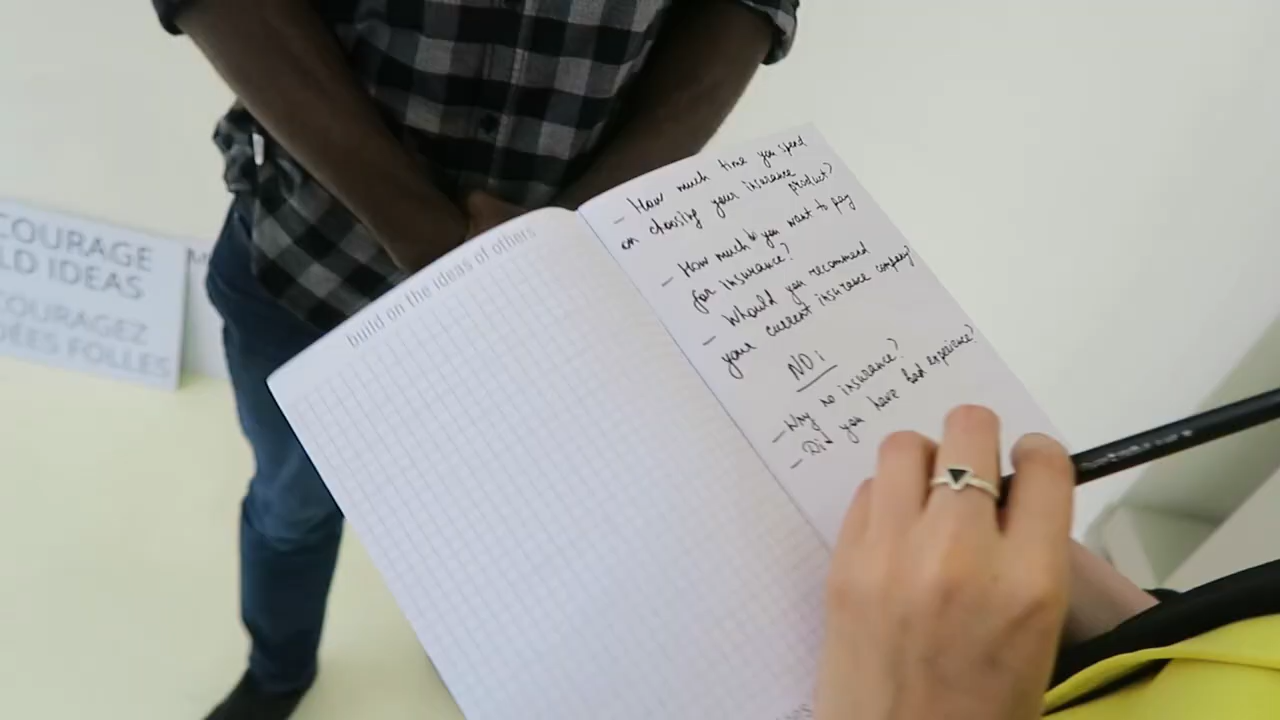 COURAGE
LD IDEAS
COURAGEZ
DÉES FOLLES
M
build on the ideas of others
– How much time you spend
on choosing your insurance
product?
– How much do you want to pay
for insurance?
– Whould you recommend
your current insurance company?
NO:
– Why no insurance?
– Did you have bad experience?